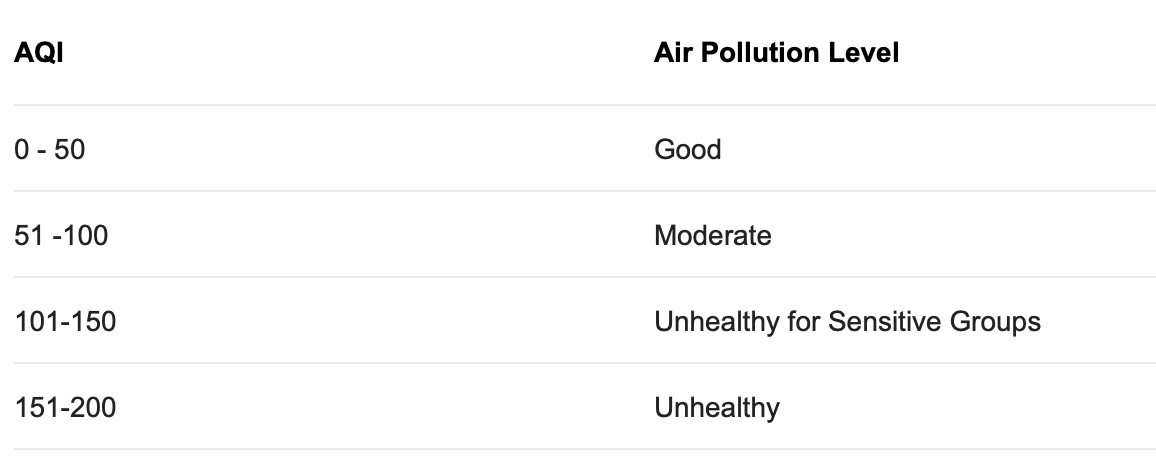 AQI Air Pollution Level
0 - 50 Good
51 -100 Moderate
101-150 Unhealthy for Sensitive Groups
151-200 Unhealthy